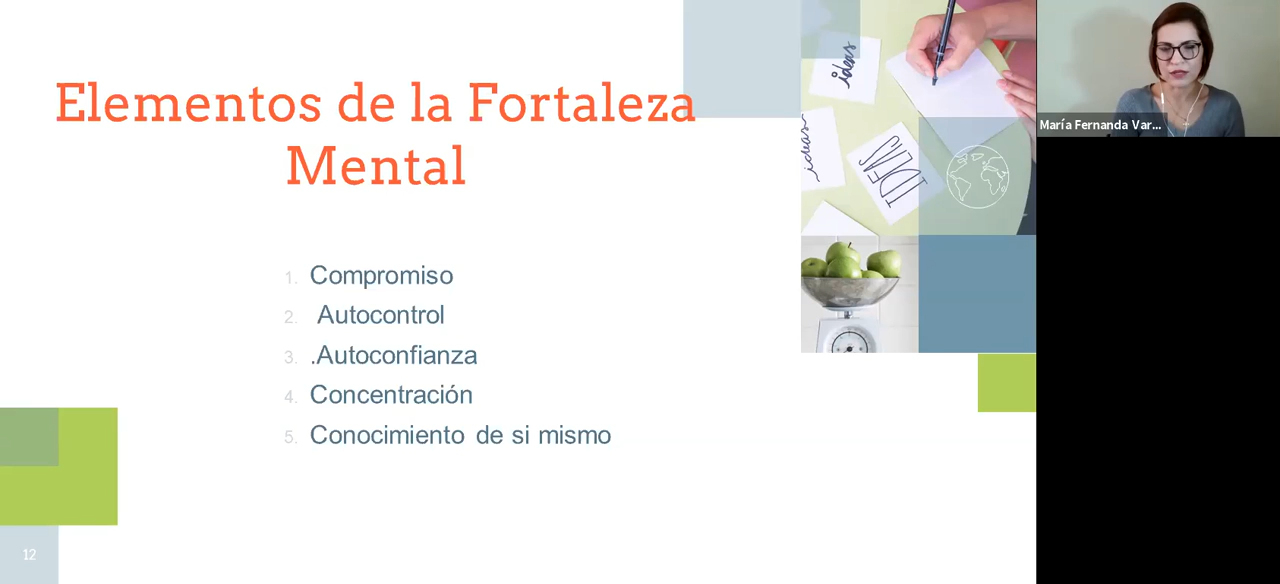 Elementos de la Fortaleza
Mental
1. Compromiso
2. Autocontrol
3. .Autoconfianza
4. Concentración
5. Conocimiento de si mismo
12
ideas
ideas
IDEAS
María Fernanda Var...